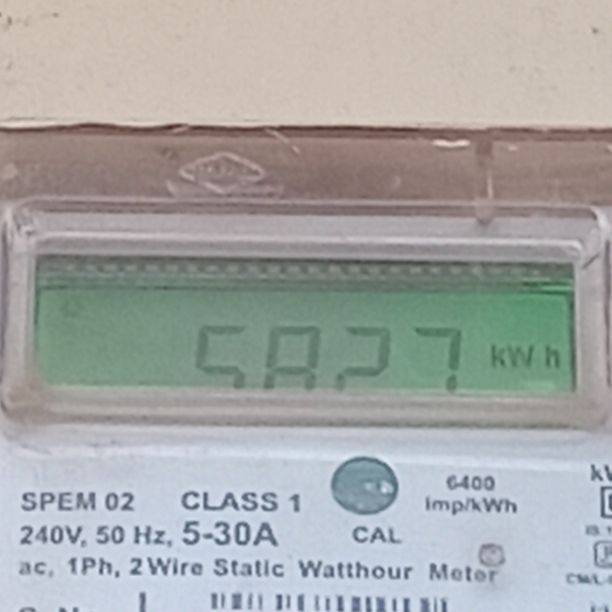 5827
kW h
6400
SPEM 02 CLASS 1 imp/kWh
240V, 50 Hz, 5-30A CAL
ac, 1Ph, 2 Wire Static Watthour Meter